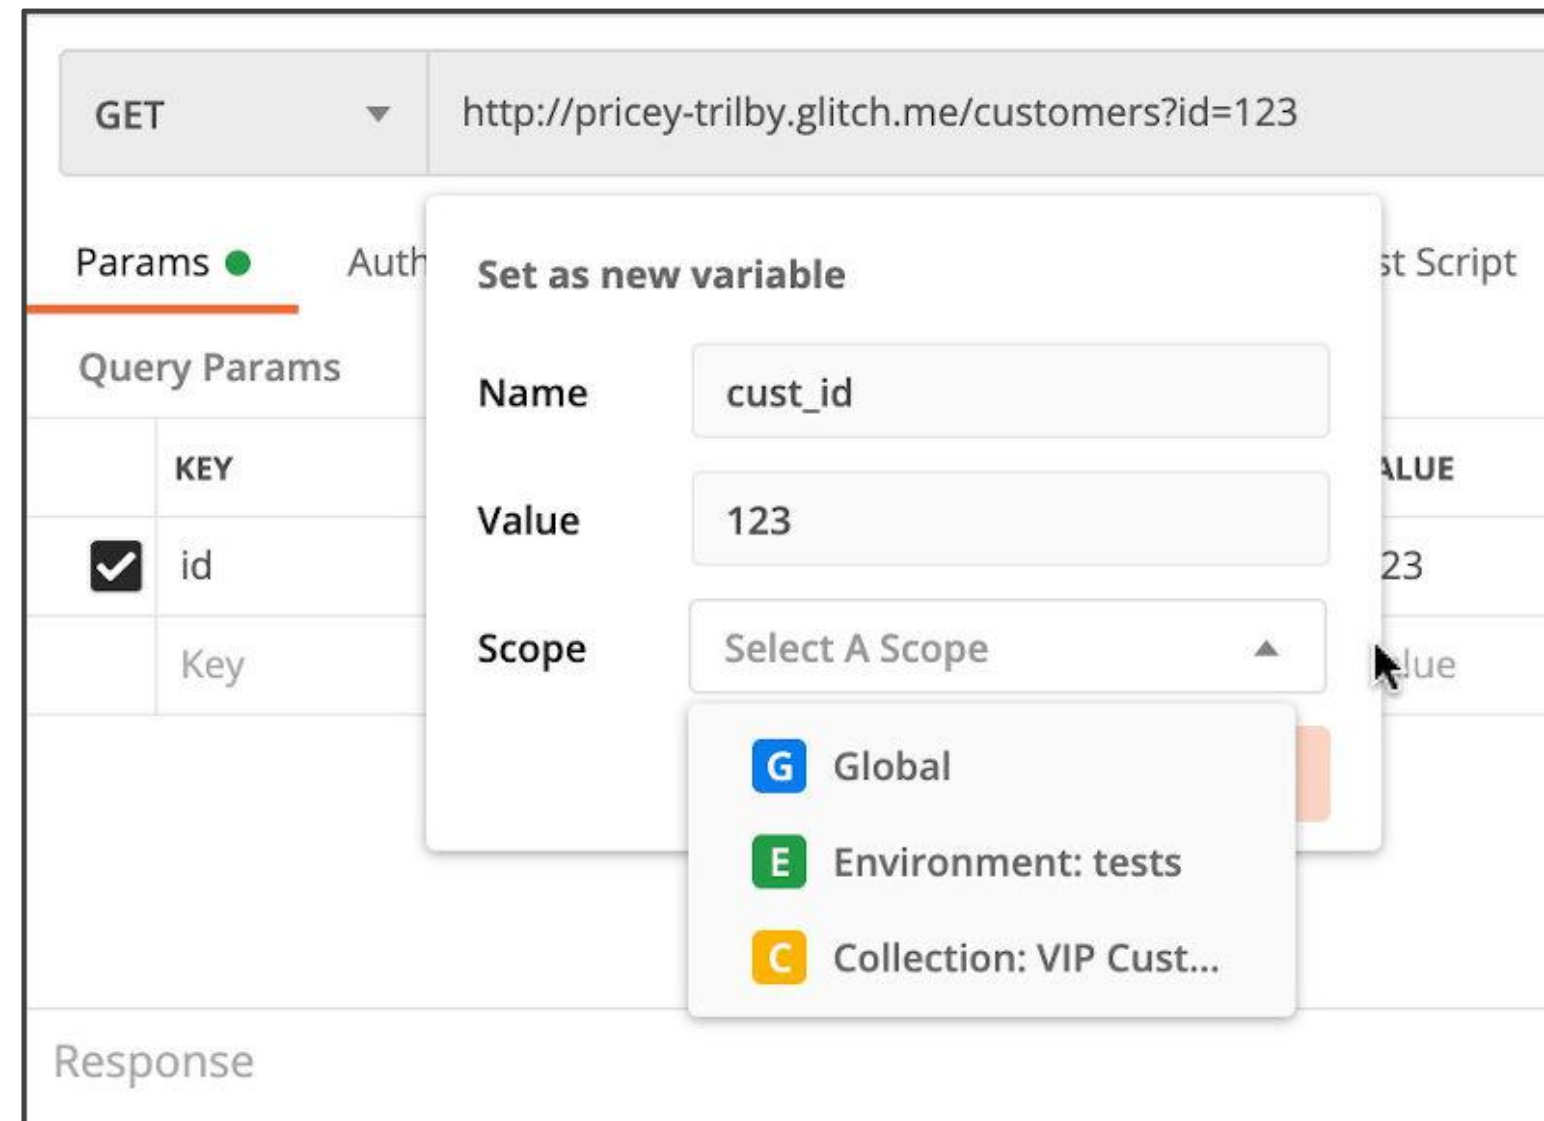 GET
http://pricey-trilby.glitch.me/customers?id=123
Params
Auth
st Script
Set as new variable
Query Params
Name
cust_id
KEY
ALUE
Value
123
id
23
Scope
Select A Scope
Key
lue
G Global
E Environment: tests
C Collection: VIP Cust...
Response